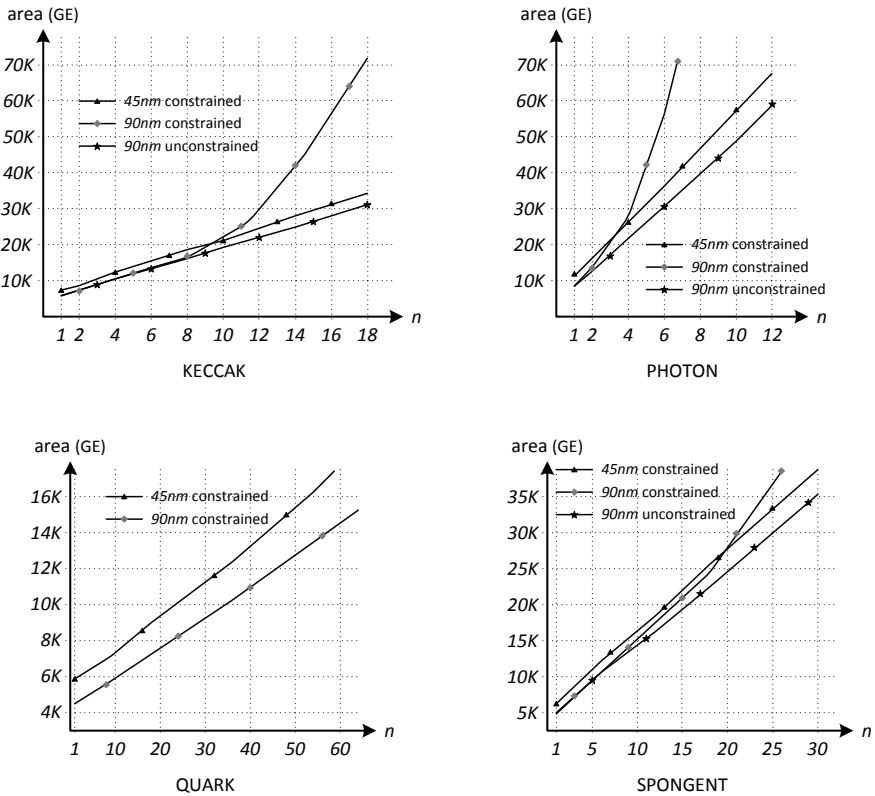 area (GE)
70K
60K
50K
40K
30K
20K
10K
45nm constrained
90nm constrained
90nm unconstrained
1 2 4 6 8 10 12 14 16 18
n
KECCAK
area (GE)
70K
60K
50K
40K
30K
20K
10K
45nm constrained
90nm constrained
90nm unconstrained
1 2 4 6 8 10 12
n
PHOTON
area (GE)
16K
14K
12K
10K
8K
6K
4K
45nm constrained
90nm constrained
1 10 20 30 40 50 60
n
QUARK
area (GE)
35K
30K
25K
20K
15K
10K
5K
45nm constrained
90nm constrained
90nm unconstrained
1 5 10 15 20 25 30
n
SPONGENT